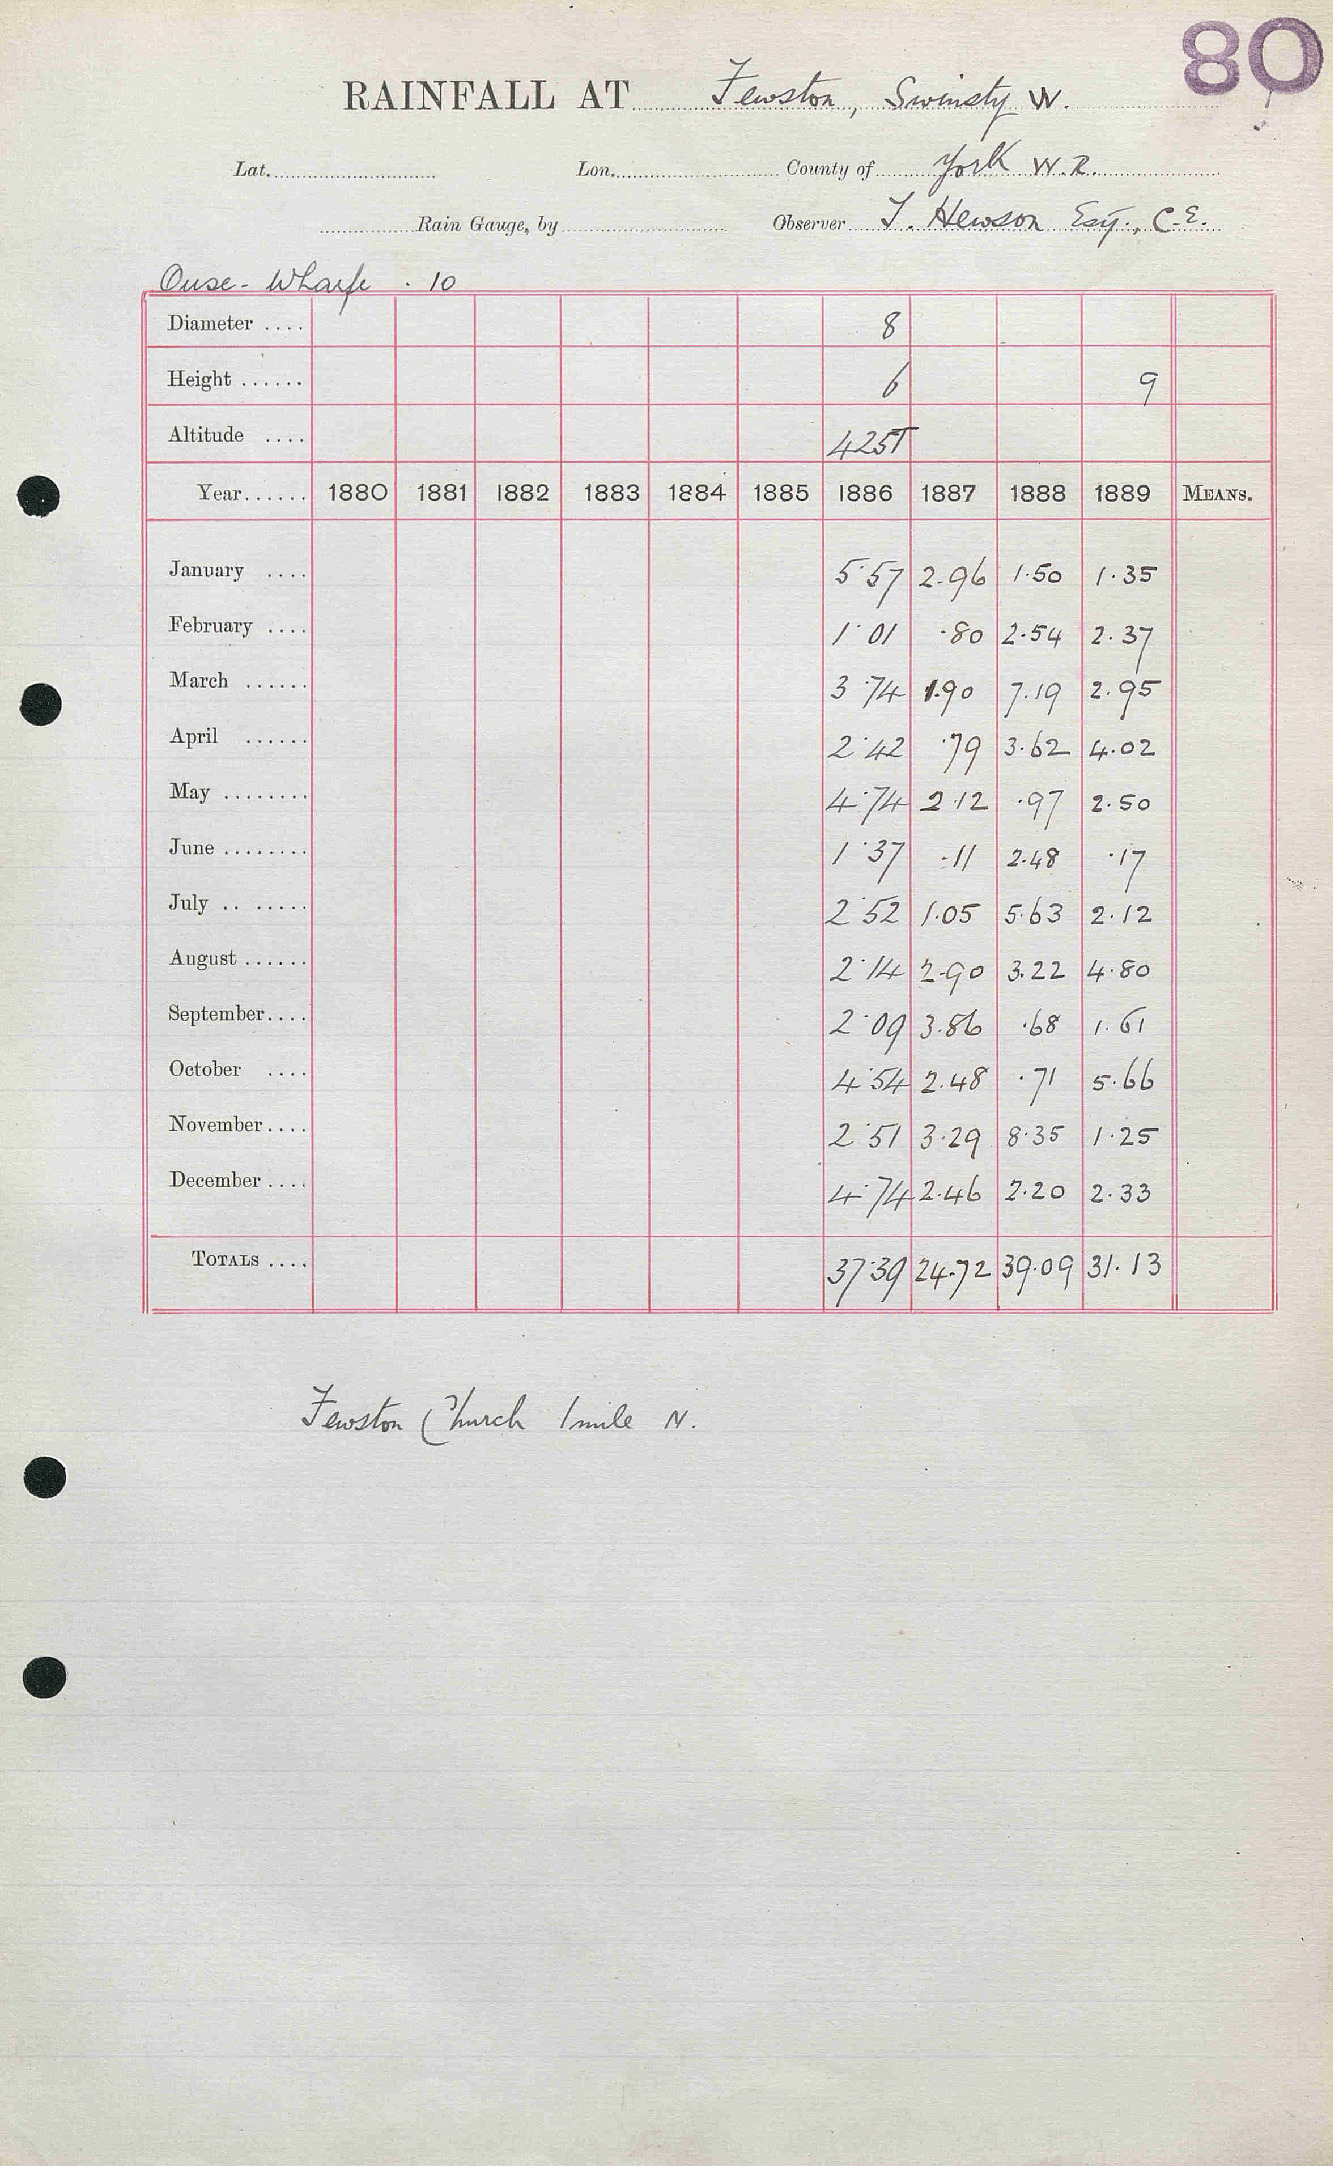 80
RAINFALL AT Fewston, Swinsty W.
Lat. Lon. County of York W.R.
Rain Gauge, by Observer T. Hewson Esq., C.E.
Ouse - Wharfe . 10
Diameter .... 8
Height ...... 6 9
Altitude .... 425T
Year...... 1880 1881 1882 1883 1884 1885 1886 1887 1888 1889 MEANS.
January .... 5.57 2.96 1.50 1.35
February .... 1.01 .80 2.54 2.37
March ...... 3.74 1.90 7.19 2.95
April ...... 2.42 .79 3.62 4.02
May ........ 4.74 2.12 .97 2.50
June ........ 1.37 .11 2.48 .17
July .. ..... 2.52 1.05 5.63 2.12
August ...... 2.14 2.90 3.22 4.80
September.... 2.09 3.86 .68 1.61
October .... 4.54 2.48 .71 5.66
November.... 2.51 3.29 8.35 1.25
December .... 4.74 2.46 2.20 2.33
TOTALS .... 37.39 24.72 39.09 31.13
Fewston Church 1 mile N.